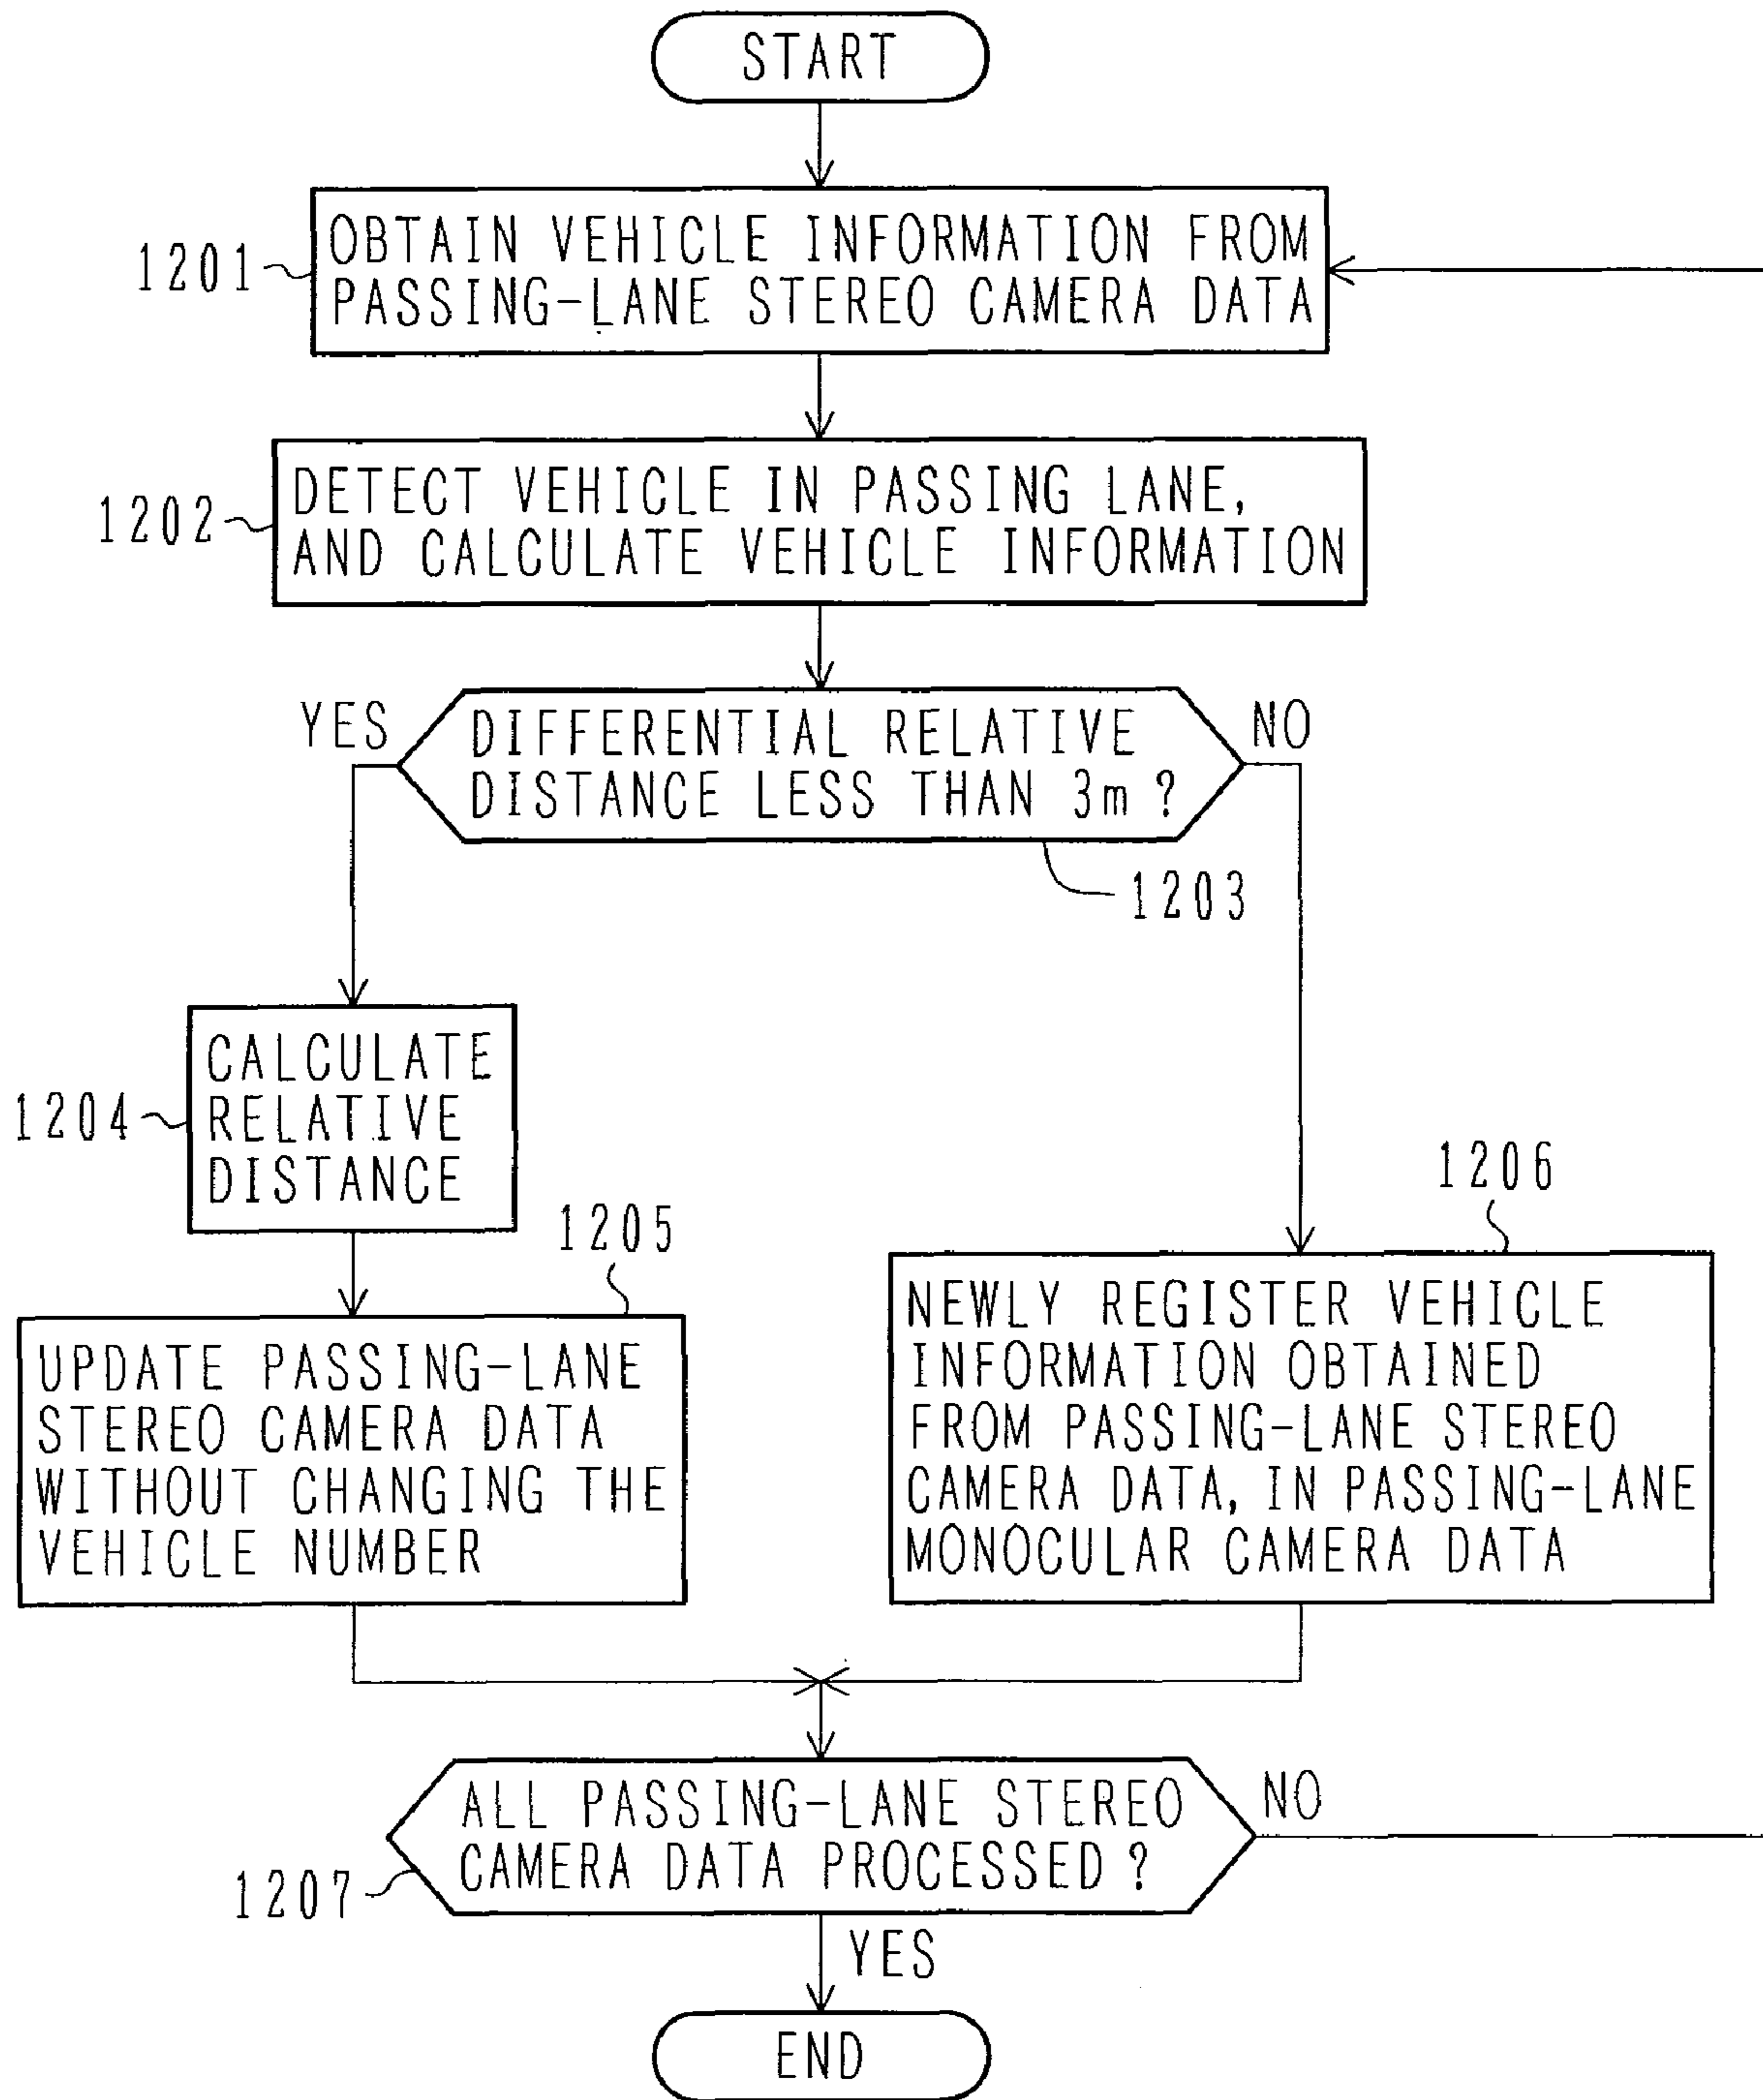 START
1201
OBTAIN VEHICLE INFORMATION FROM
PASSING-LANE STEREO CAMERA DATA
1202
DETECT VEHICLE IN PASSING LANE,
AND CALCULATE VEHICLE INFORMATION
YES
DIFFERENTIAL RELATIVE
DISTANCE LESS THAN 3m ?
NO
1203
1204
CALCULATE
RELATIVE
DISTANCE
1205
UPDATE PASSING-LANE
STEREO CAMERA DATA
WITHOUT CHANGING THE
VEHICLE NUMBER
1206
NEWLY REGISTER VEHICLE
INFORMATION OBTAINED
FROM PASSING-LANE STEREO
CAMERA DATA, IN PASSING-LANE
MONOCULAR CAMERA DATA
ALL PASSING-LANE STEREO
CAMERA DATA PROCESSED ?
NO
1207
YES
END